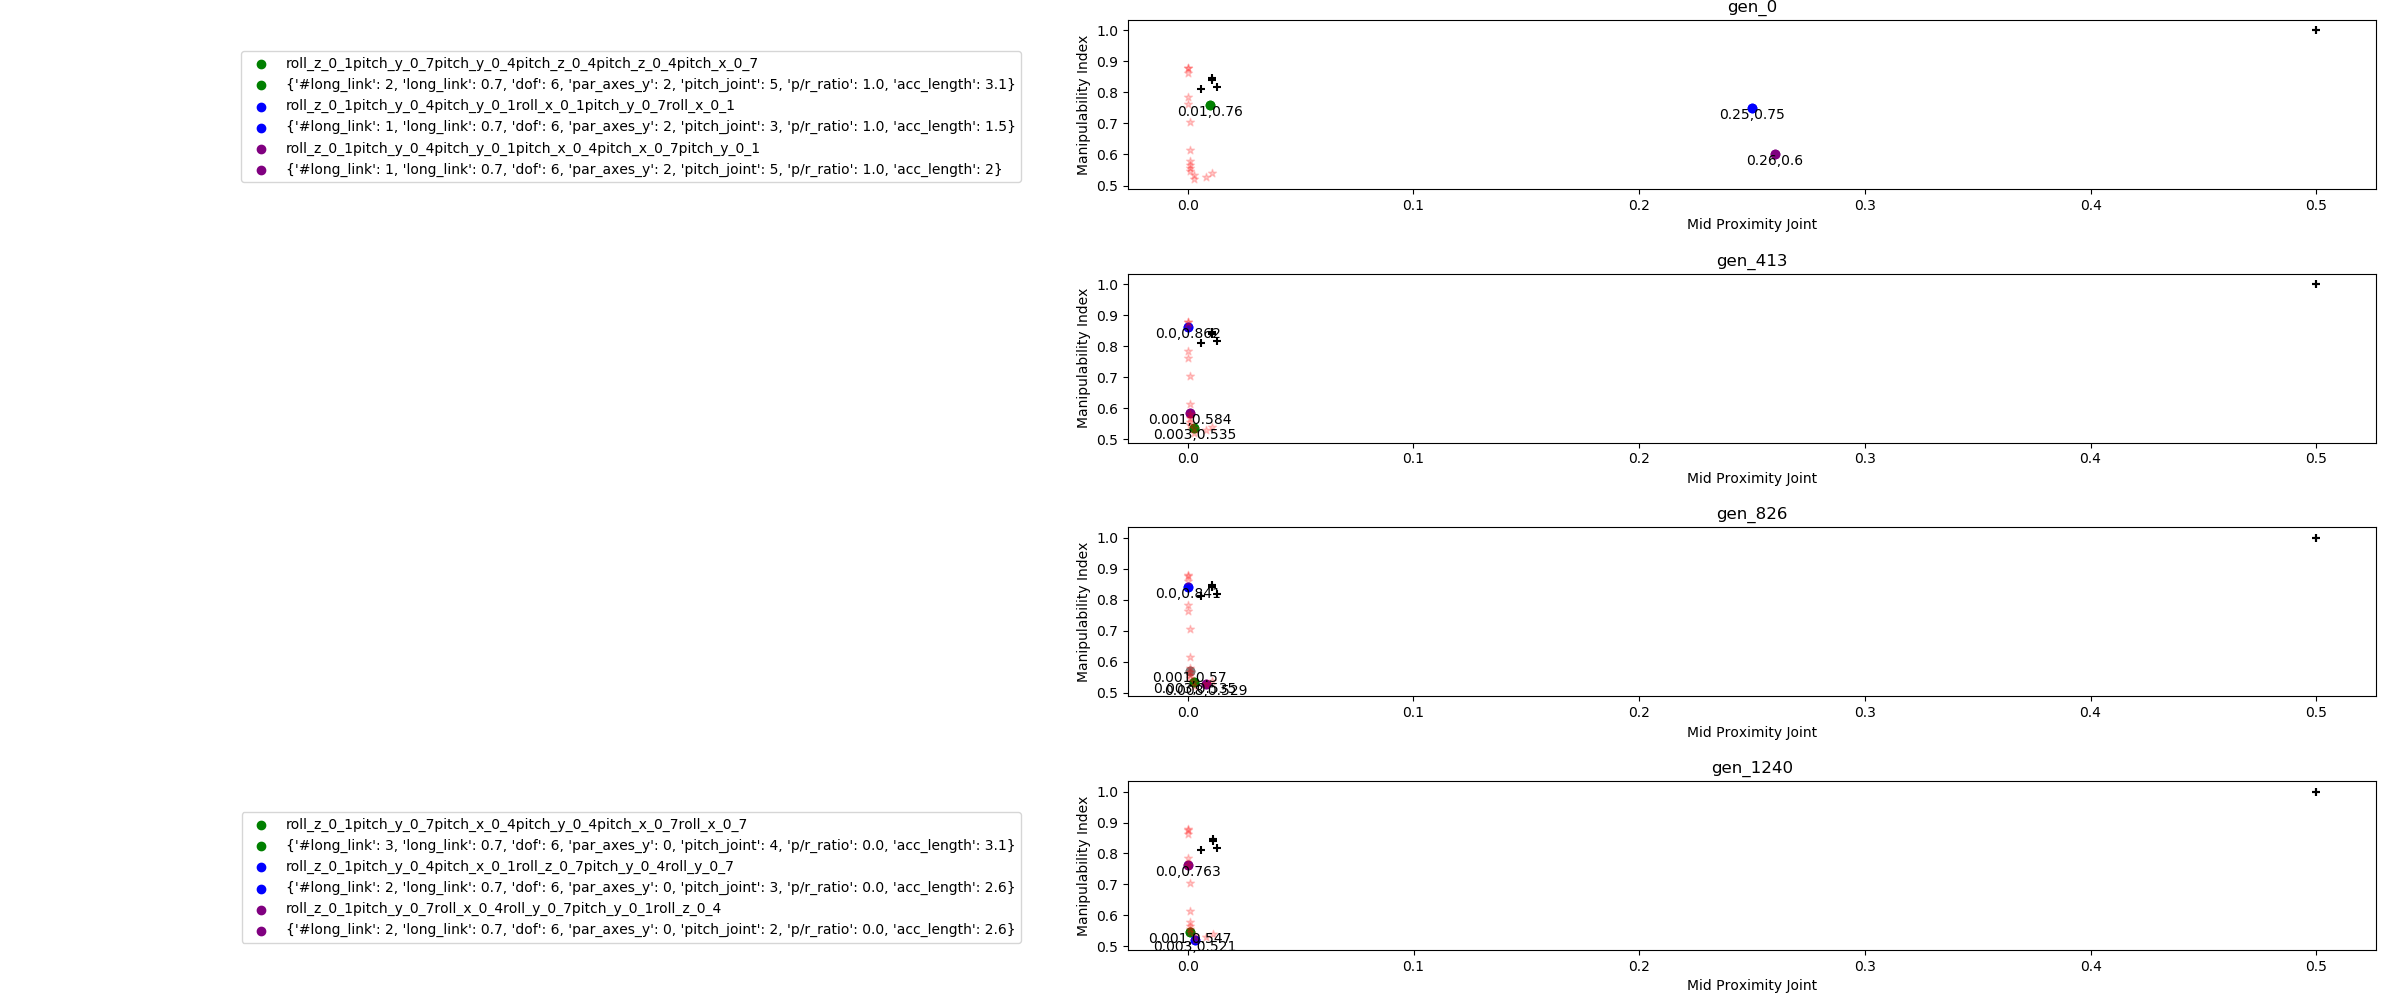 gen_0
roll_z_0_1pitch_y_0_7pitch_y_0_4pitch_z_0_4pitch_z_0_4pitch_x_0_7
{'#long_link': 2, 'long_link': 0.7, 'dof': 6, 'par_axes_y': 2, 'pitch_joint': 5, 'p/r_ratio': 1.0, 'acc_length': 3.1}
roll_z_0_1pitch_y_0_4pitch_y_0_1roll_x_0_1pitch_y_0_7roll_x_0_1
{'#long_link': 1, 'long_link': 0.7, 'dof': 6, 'par_axes_y': 2, 'pitch_joint': 3, 'p/r_ratio': 1.0, 'acc_length': 1.5}
roll_z_0_1pitch_y_0_4pitch_y_0_1pitch_x_0_4pitch_x_0_7pitch_y_0_1
{'#long_link': 1, 'long_link': 0.7, 'dof': 6, 'par_axes_y': 2, 'pitch_joint': 5, 'p/r_ratio': 1.0, 'acc_length': 2}
Manipulability Index
1.0
0.9
0.8
0.7
0.6
0.5
0.01,0.76
0.25,0.75
0.26,0.6
0.0 0.1 0.2 0.3 0.4 0.5
Mid Proximity Joint
gen_413
Manipulability Index
1.0
0.9
0.8
0.7
0.6
0.5
0.0,0.862
0.001,0.584
0.003,0.535
0.0 0.1 0.2 0.3 0.4 0.5
Mid Proximity Joint
gen_826
Manipulability Index
1.0
0.9
0.8
0.7
0.6
0.5
0.0,0.841
0.001,0.57
0.003,0.535
0.008,0.529
0.0 0.1 0.2 0.3 0.4 0.5
Mid Proximity Joint
gen_1240
roll_z_0_1pitch_y_0_7pitch_x_0_4pitch_y_0_4pitch_x_0_7roll_x_0_7
{'#long_link': 3, 'long_link': 0.7, 'dof': 6, 'par_axes_y': 0, 'pitch_joint': 4, 'p/r_ratio': 0.0, 'acc_length': 3.1}
roll_z_0_1pitch_y_0_4pitch_x_0_1roll_z_0_7pitch_y_0_4roll_y_0_7
{'#long_link': 2, 'long_link': 0.7, 'dof': 6, 'par_axes_y': 0, 'pitch_joint': 3, 'p/r_ratio': 0.0, 'acc_length': 2.6}
roll_z_0_1pitch_y_0_7roll_x_0_4roll_y_0_7pitch_y_0_1roll_z_0_4
{'#long_link': 2, 'long_link': 0.7, 'dof': 6, 'par_axes_y': 0, 'pitch_joint': 2, 'p/r_ratio': 0.0, 'acc_length': 2.6}
Manipulability Index
1.0
0.9
0.8
0.7
0.6
0.5
0.0,0.763
0.001,0.547
0.003,0.521
0.0 0.1 0.2 0.3 0.4 0.5
Mid Proximity Joint